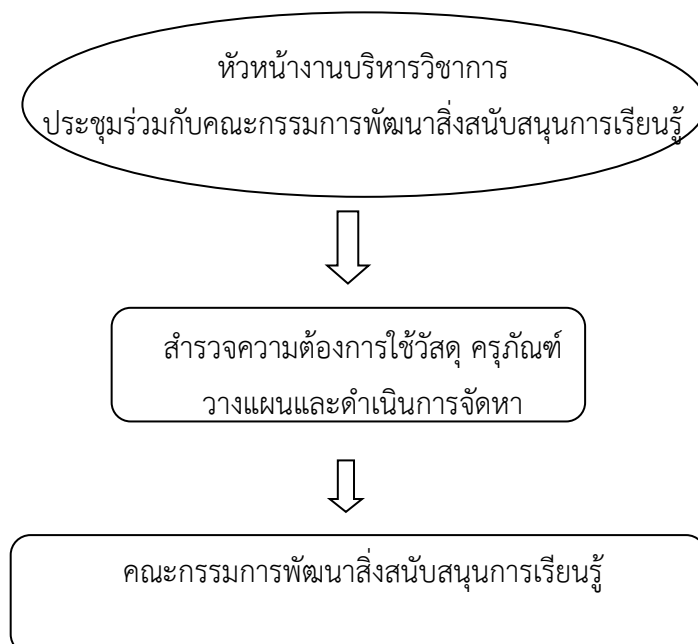 หัวหน้างานบริหารวิชาการ
ประชุมร่วมกับคณะกรรมการพัฒนาสิ่งสนับสนุนการเรียนรู้
สำรวจความต้องการใช้วัสดุ ครุภัณฑ์
วางแผนและดำเนินการจัดหา
คณะกรรมการพัฒนาสิ่งสนับสนุนการเรียนรู้